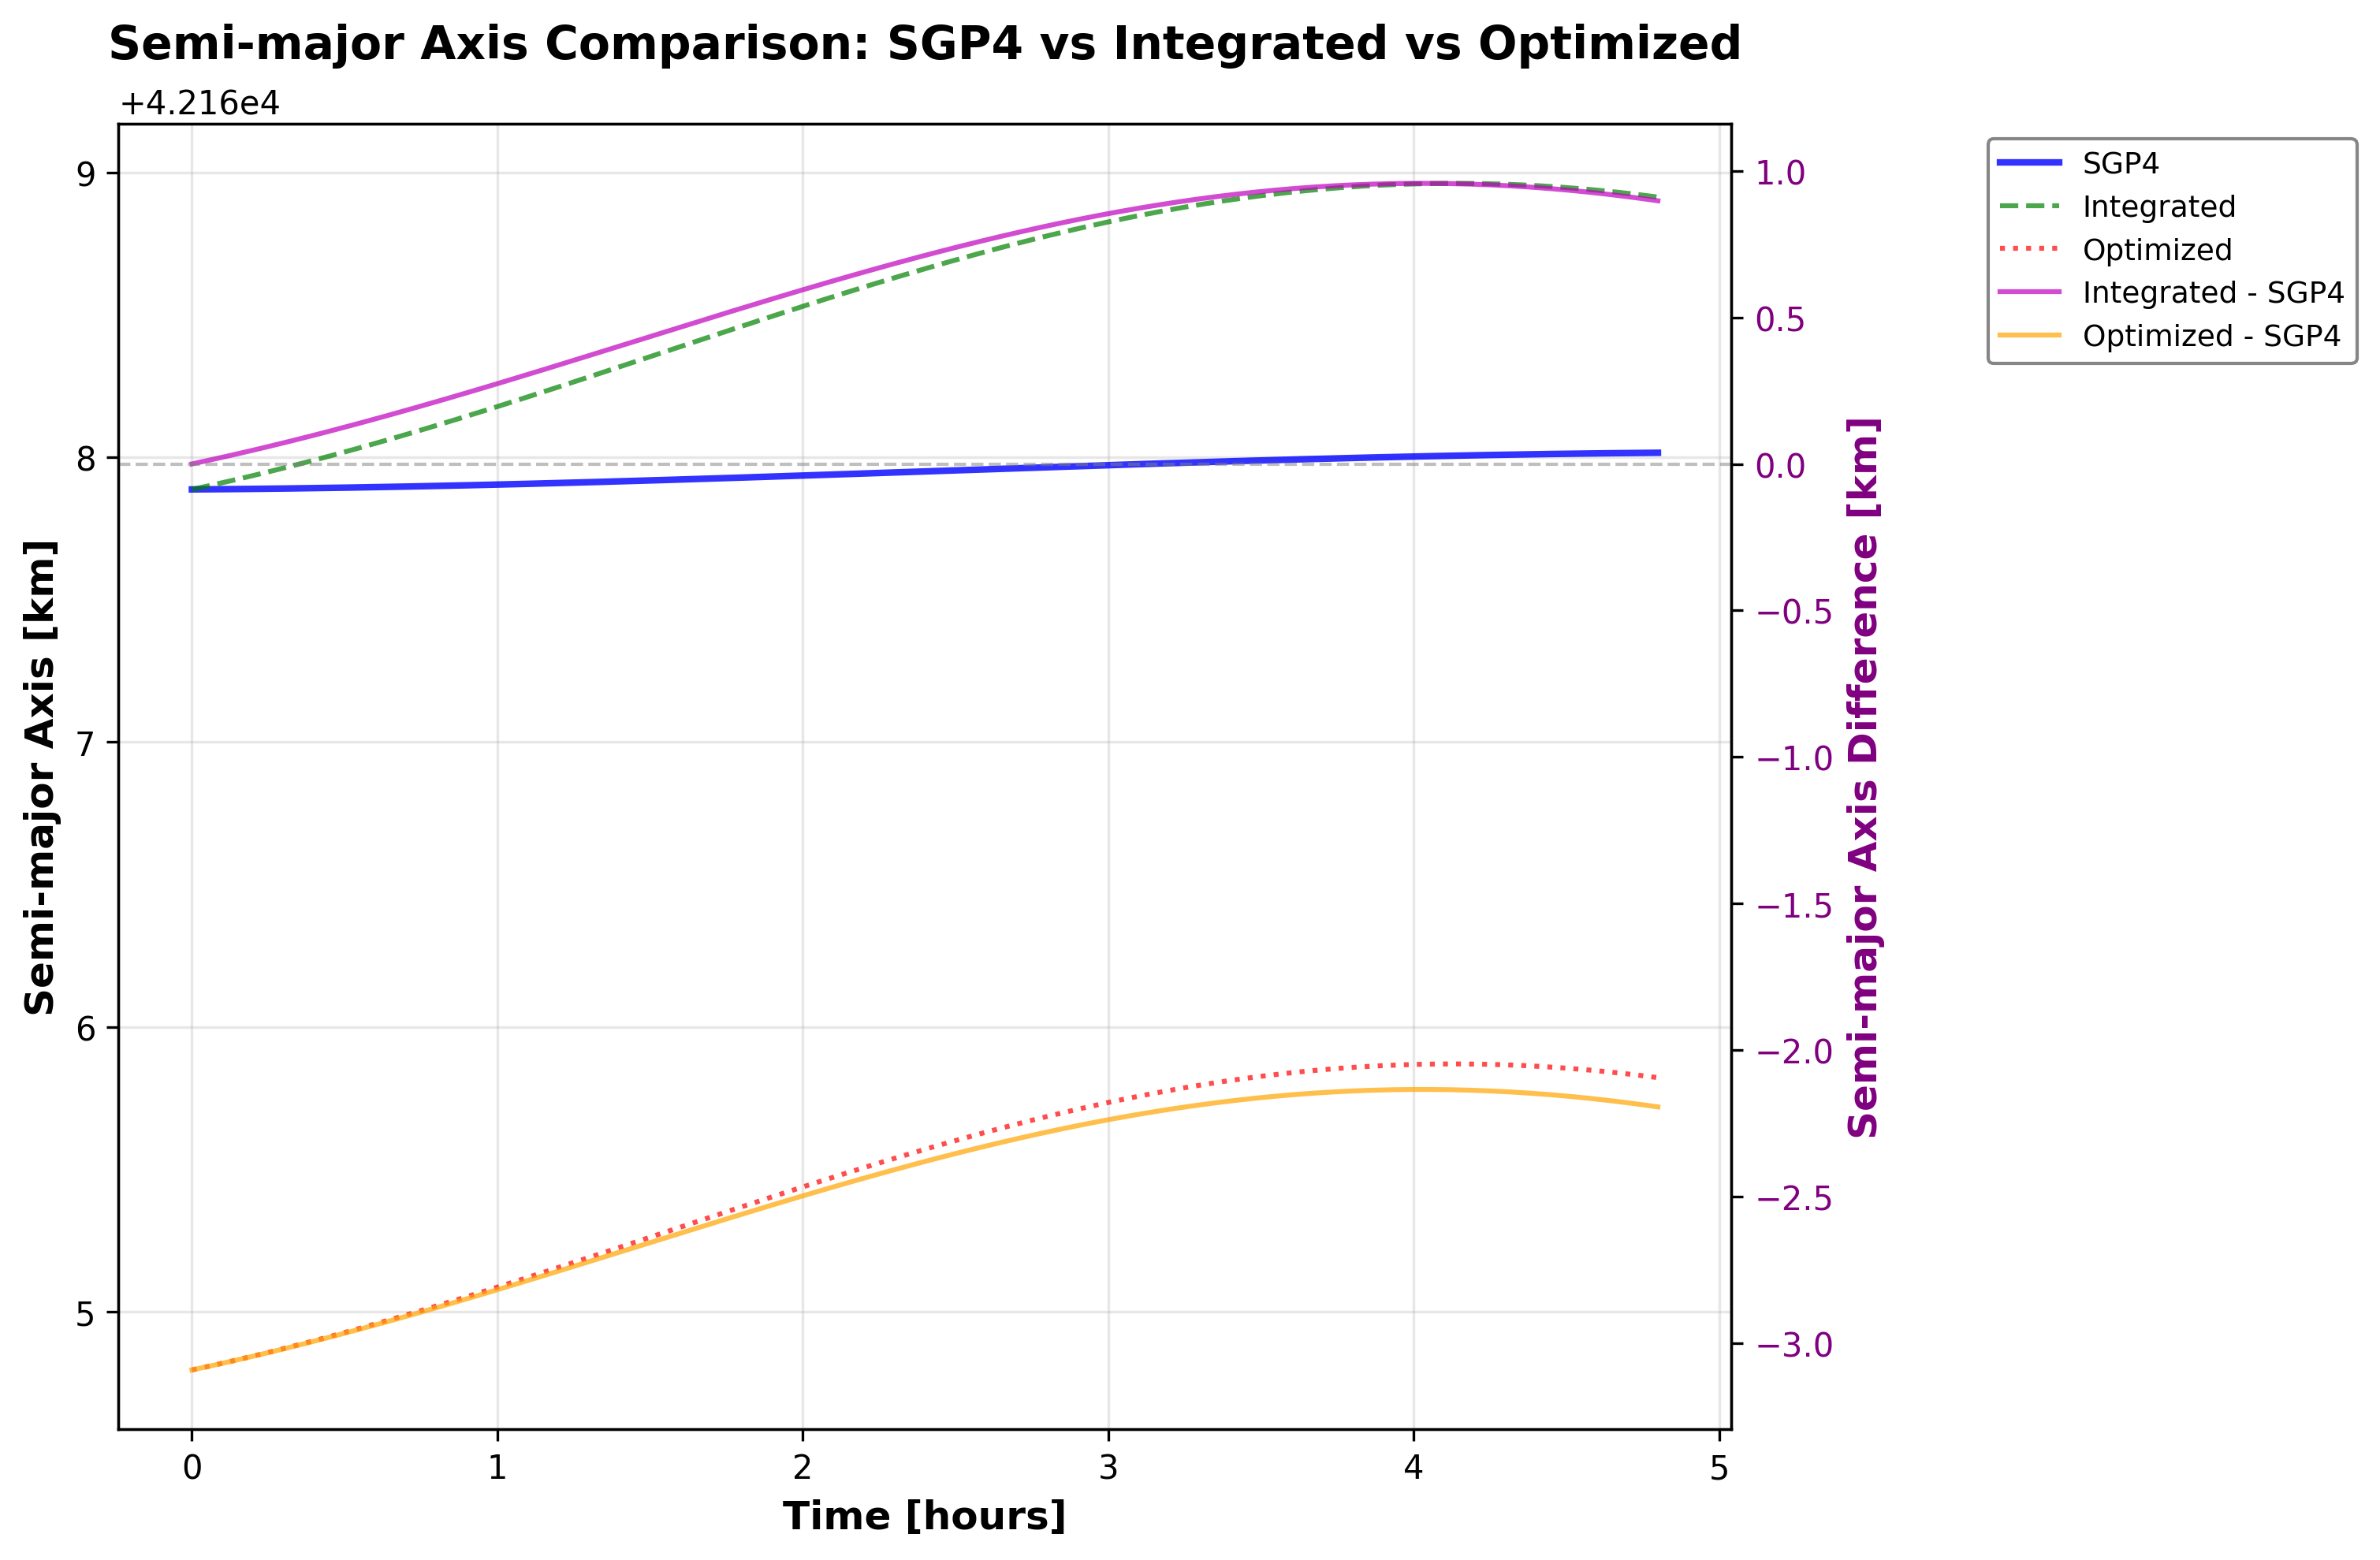 Semi-major Axis Comparison: SGP4 vs Integrated vs Optimized
+4.216e4
9
8
7
6
5
Semi-major Axis [km]
0
1
2
3
4
5
Time [hours]
1.0
0.5
0.0
−0.5
−1.0
−1.5
−2.0
−2.5
−3.0
Semi-major Axis Difference [km]
SGP4
Integrated
Optimized
Integrated - SGP4
Optimized - SGP4